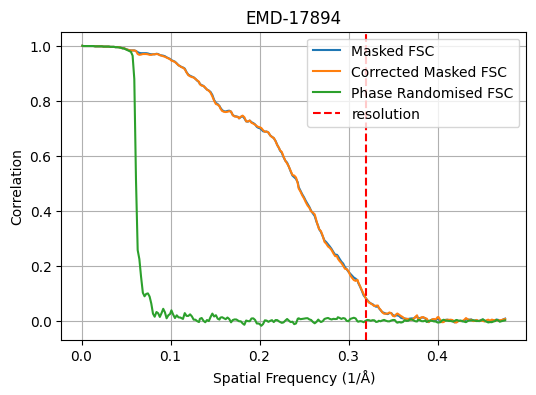 EMD-17894
Masked FSC
Corrected Masked FSC
Phase Randomised FSC
resolution
Correlation
1.0
0.8
0.6
0.4
0.2
0.0
0.0 0.1 0.2 0.3 0.4
Spatial Frequency (1/Å)